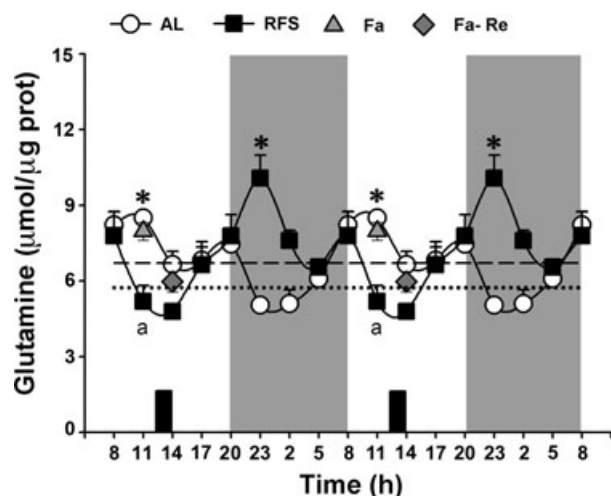 AL RFS Fa Fa-Re
15
12
9
6
3
0
Glutamine (µmol/µg prot)
* * * *
a a
8 11 14 17 20 23 2 5 8 11 14 17 20 23 2 5 8
Time (h)